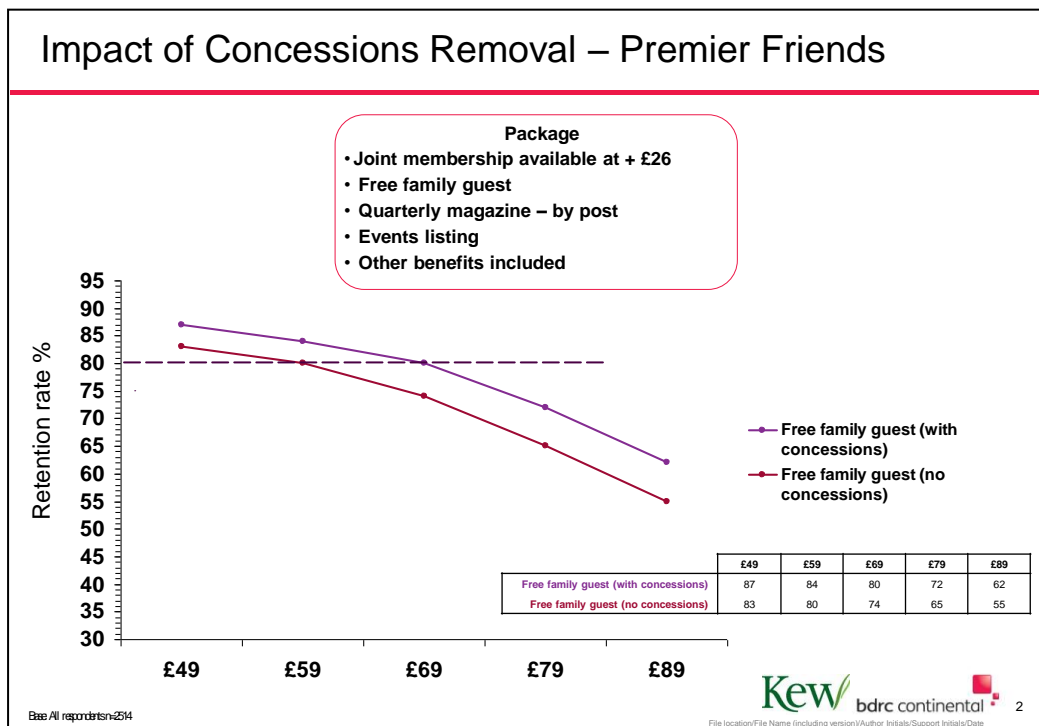 Impact of Concessions Removal – Premier Friends
Package
• Joint membership available at + £26
• Free family guest
• Quarterly magazine – by post
• Events listing
• Other benefits included
Retention rate %
95
90
85
80
75
70
65
60
55
50
45
40
35
30
£49 £59 £69 £79 £89
Free family guest (with
concessions)
Free family guest (no
concessions)
£49 £59 £69 £79 £89
Free family guest (with concessions) 87 84 80 72 62
Free family guest (no concessions) 83 80 74 65 55
Base: All respondents n=2514
Kew bdrc continental 2
File location/File Name (including version)/Author Initials/Support Initials/Date